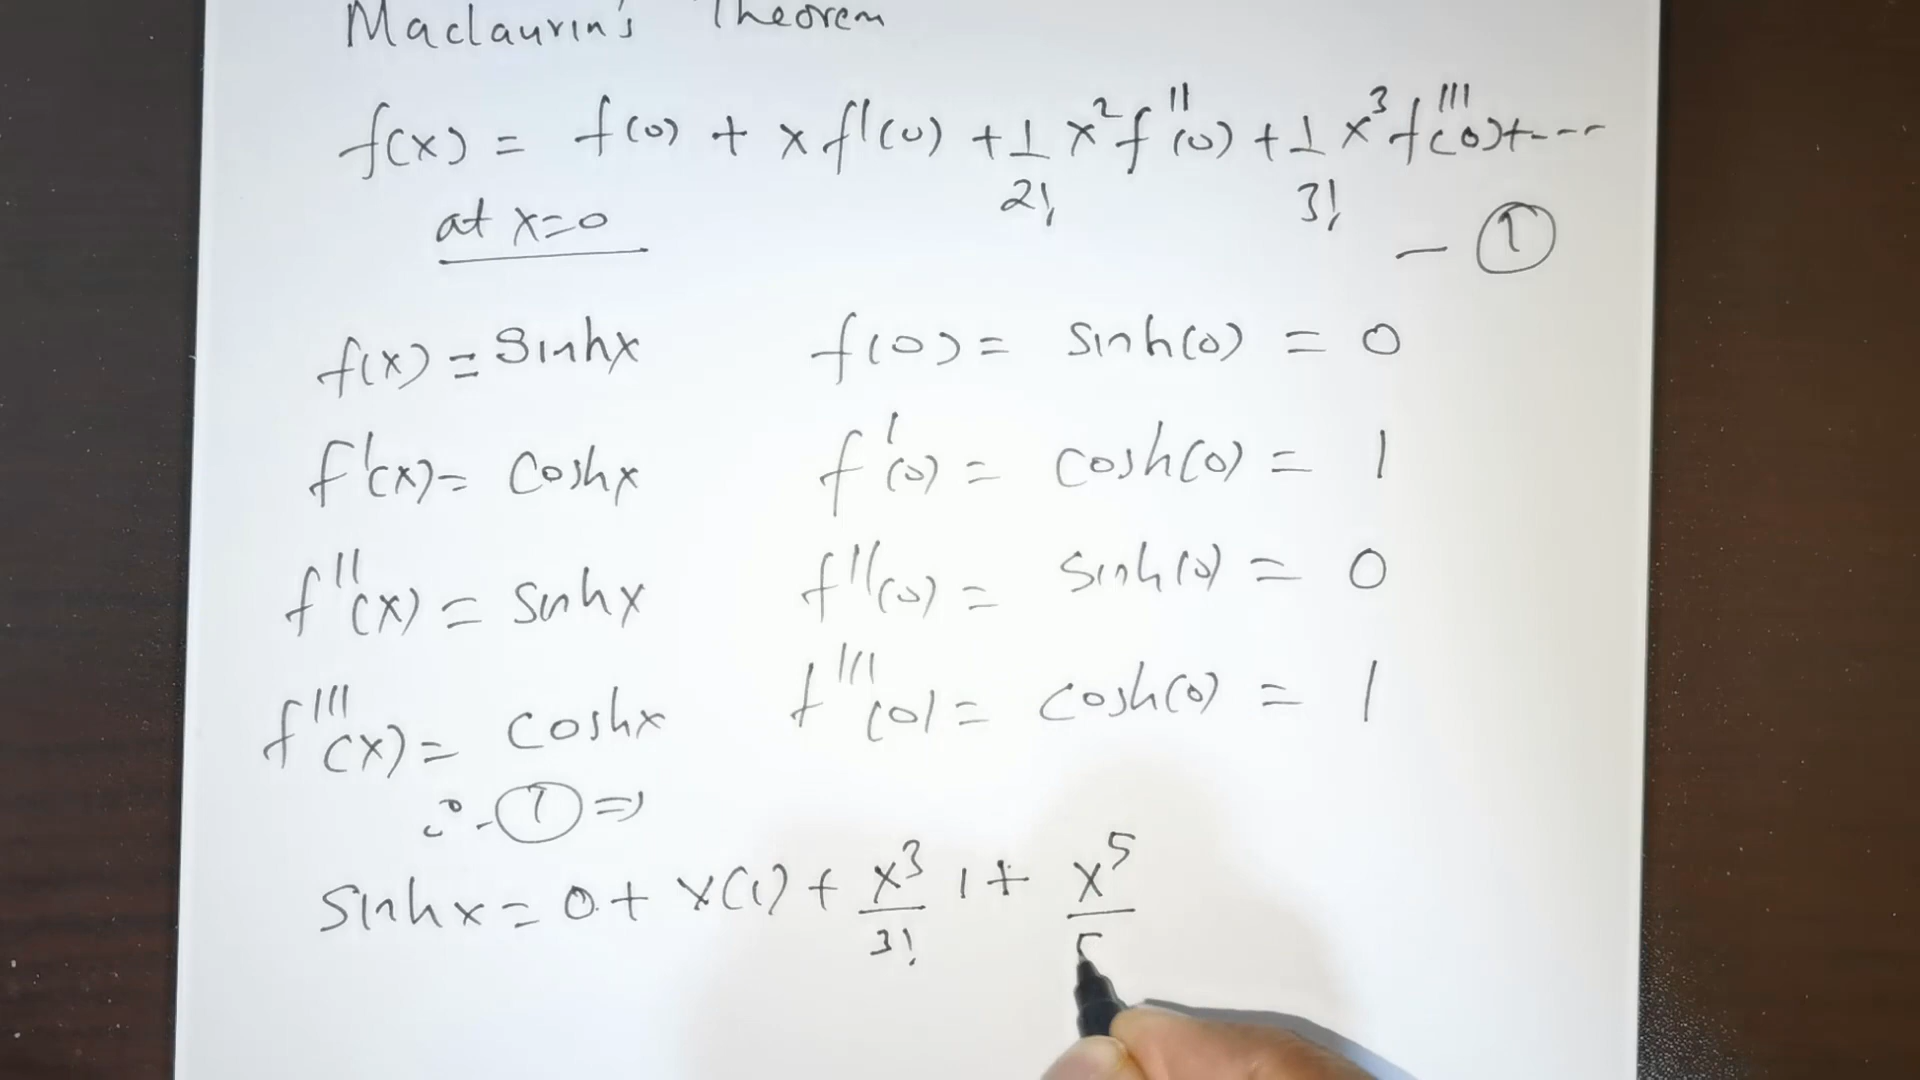 Maclaurin's Theorem
f(x) = f(0) + x f'(0) + 1/2! x² f''(0) + 1/3! x³ f'''(0) + ---
at x=0
— ①
f(x) = Sinhx f(0) = sinh(0) = 0
f'(x) = Coshx f'(0) = cosh(0) = 1
f''(x) = sinhx f''(0) = sinh(0) = 0
f'''(x) = coshx f'''(0) = cosh(0) = 1
∴ - ① ⇒
Sinhx = 0 + x(1) + x³/3! 1 + x⁵/5